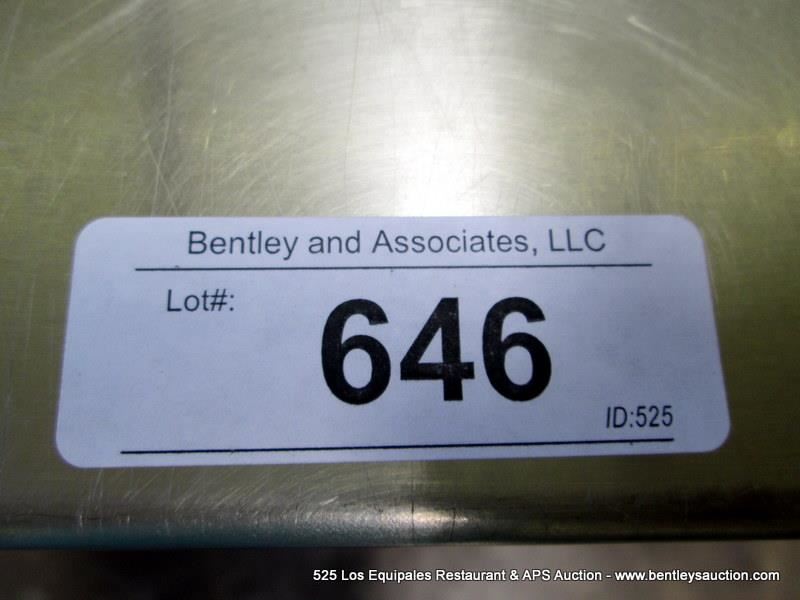 Bentley and Associates, LLC
Lot#:
646
ID:525
525 Los Equipales Restaurant & APS Auction - www.bentleysauction.com